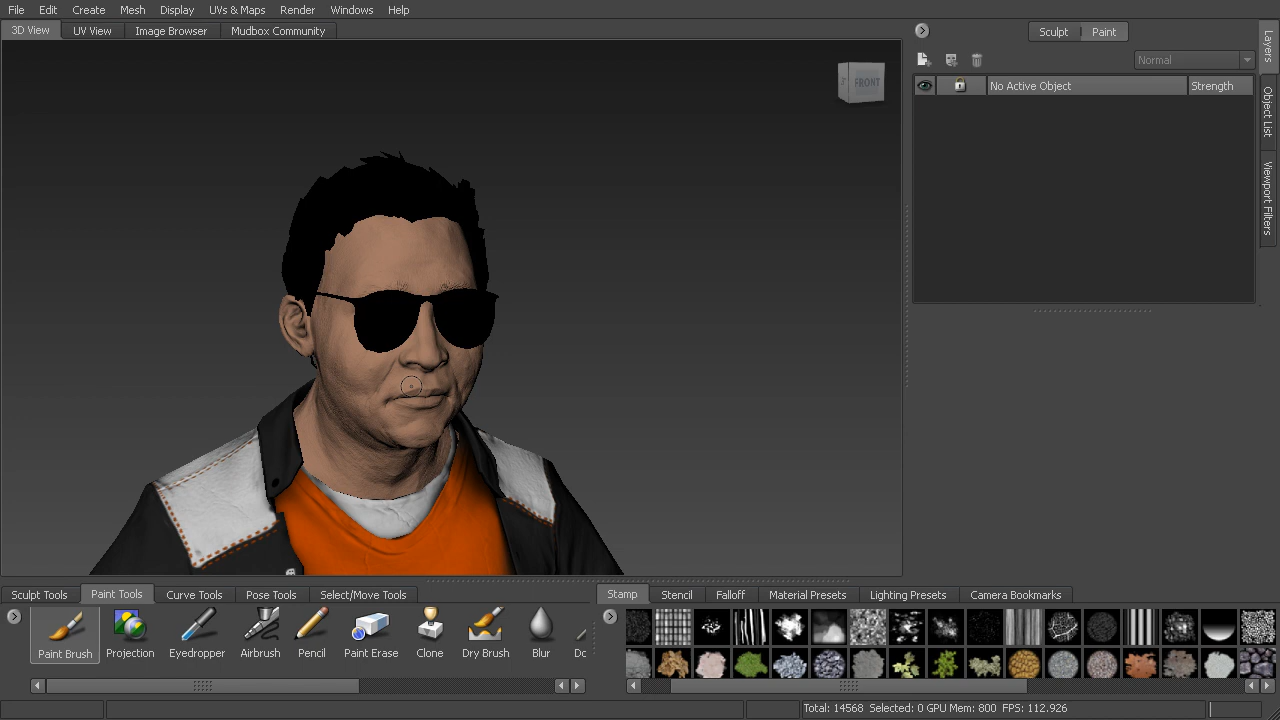 File Edit Create Mesh Display UVs & Maps Render Windows Help
3D View UV View Image Browser Mudbox Community
Sculpt Paint
Normal
No Active Object Strength
FRONT
Layers
Object List
Viewport Filters
Sculpt Tools Paint Tools Curve Tools Pose Tools Select/Move Tools
Stamp Stencil Falloff Material Presets Lighting Presets Camera Bookmarks
Paint Brush Projection Eyedropper Airbrush Pencil Paint Erase Clone Dry Brush Blur Do
Total: 14568 Selected: 0 GPU Mem: 800 FPS: 112.926